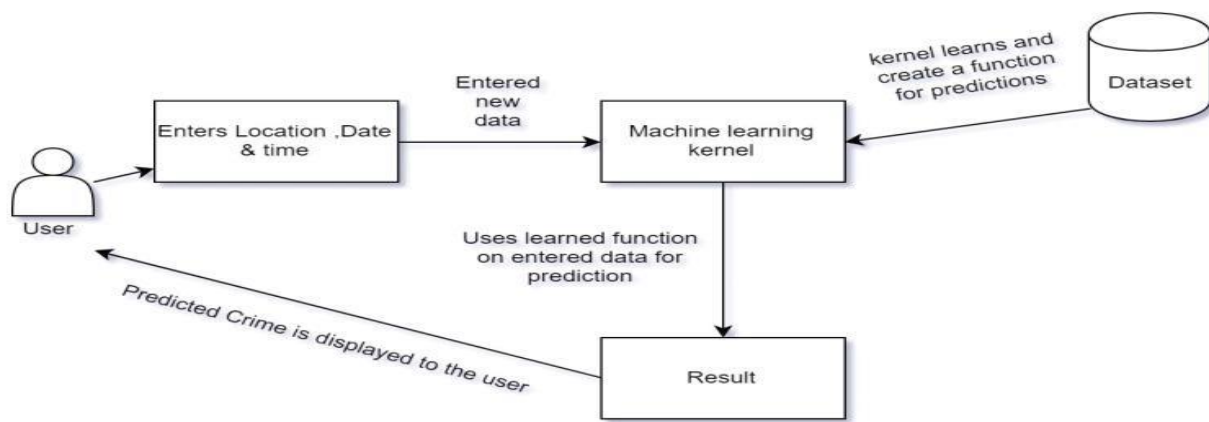 User
Enters Location ,Date
& time
Entered
new
data
Machine learning
kernel
kernel learns and
create a function
for predictions
Dataset
Uses learned function
on entered data for
prediction
Result
Predicted Crime is displayed to the user